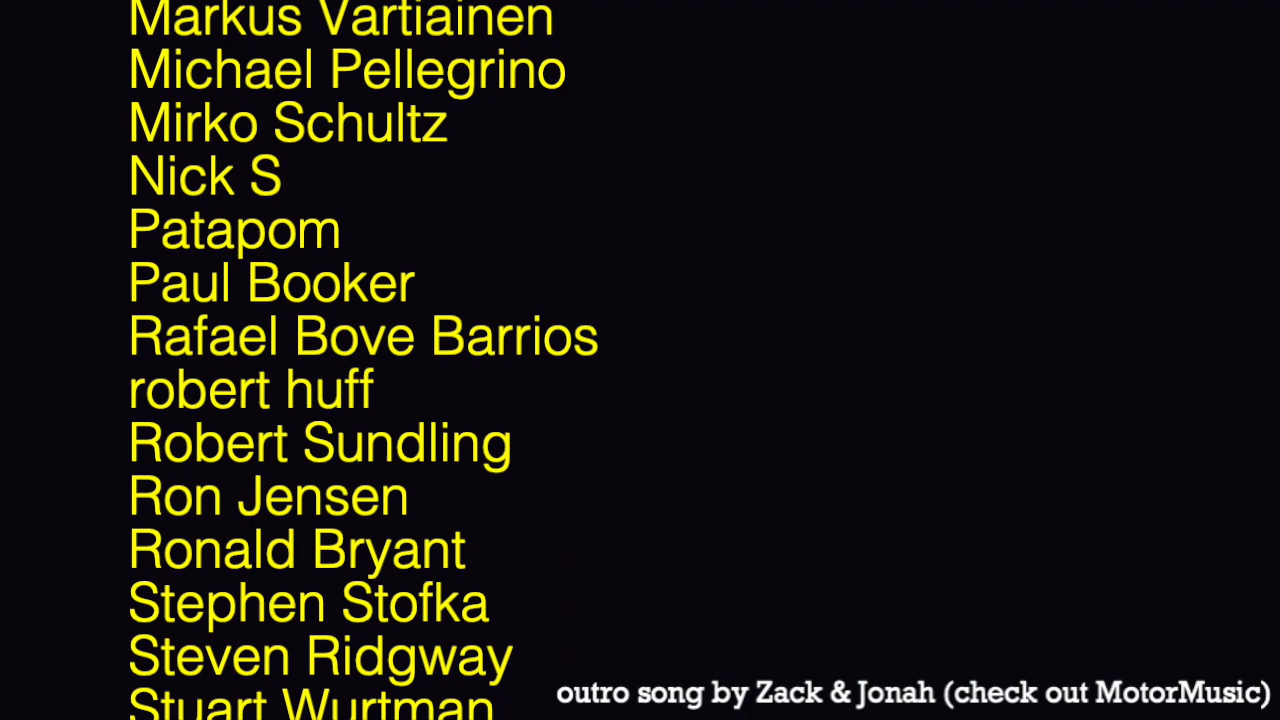 Markus Vartiainen
Michael Pellegrino
Mirko Schultz
Nick S
Patapom
Paul Booker
Rafael Bove Barrios
robert huff
Robert Sundling
Ron Jensen
Ronald Bryant
Stephen Stofka
Steven Ridgway
Stuart Wurtman
outro song by Zack & Jonah (check out MotorMusic)